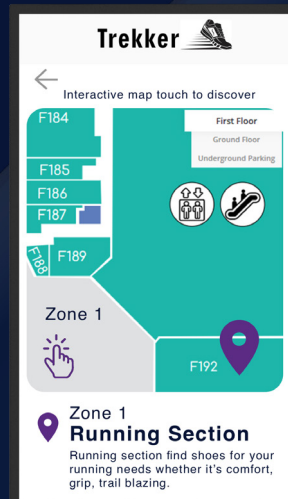 Trekker
Interactive map touch to discover
F184
First Floor
Ground Floor
Underground Parking
F185
F186
F187
F188
F189
Zone 1
F192
Zone 1
Running Section
Running section find shoes for your
running needs whether it's comfort,
grip, trail blazing.